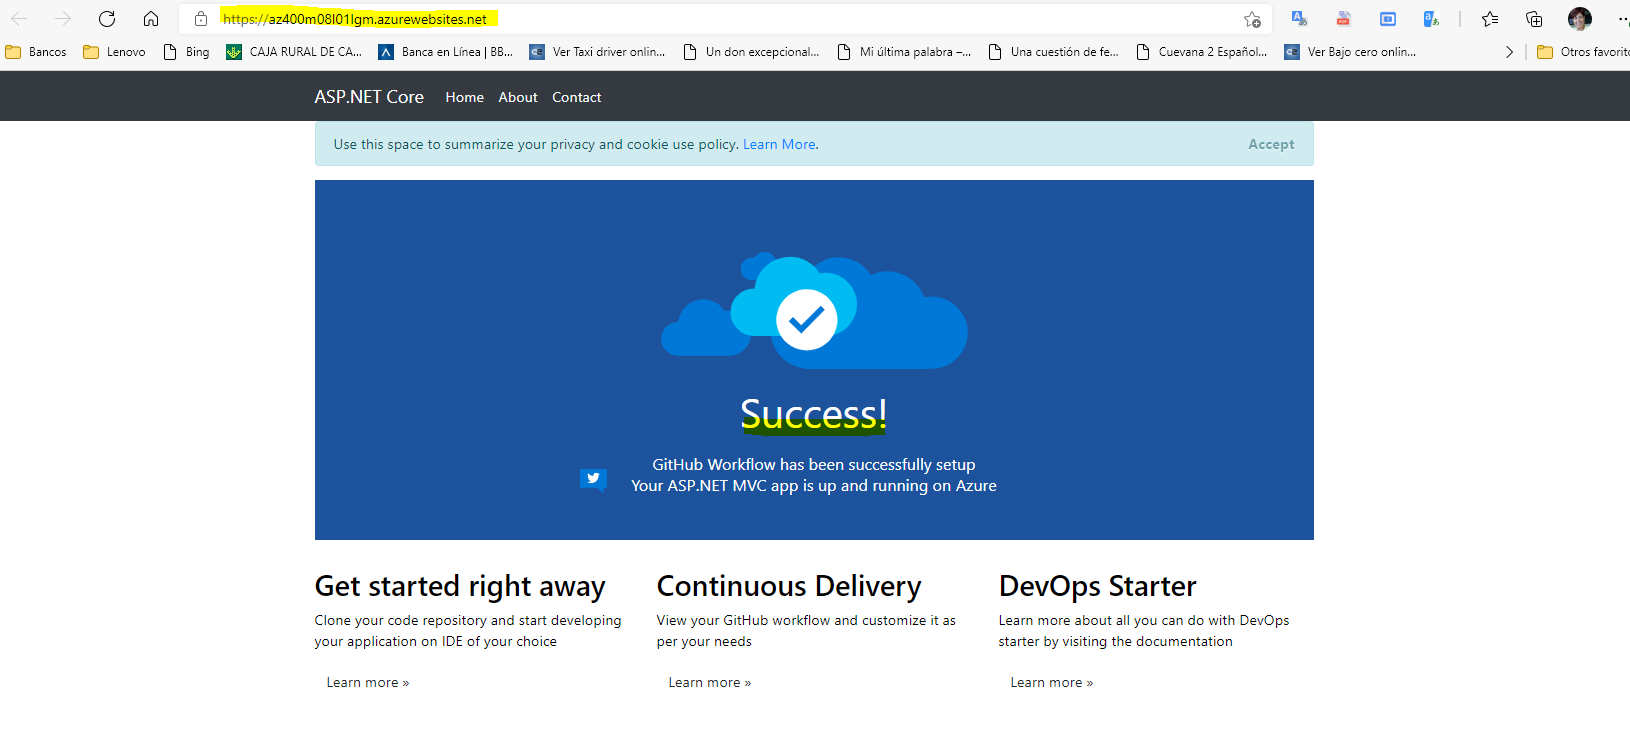 https://az400m08l01lgm.azurewebsites.net
Bancos Lenovo Bing CAJA RURAL DE CA... Banca en Línea | BB... Ver Taxi driver onlin... Un don excepcional... Mi última palabra –... Una cuestión de fe... Cuevana 2 Español... Ver Bajo cero onlin... Otros favorito
ASP.NET Core Home About Contact
Use this space to summarize your privacy and cookie use policy. Learn More. Accept
Success!
GitHub Workflow has been successfully setup
Your ASP.NET MVC app is up and running on Azure
Get started right away
Clone your code repository and start developing
your application on IDE of your choice
Learn more »
Continuous Delivery
View your GitHub workflow and customize it as
per your needs
Learn more »
DevOps Starter
Learn more about all you can do with DevOps
starter by visiting the documentation
Learn more »